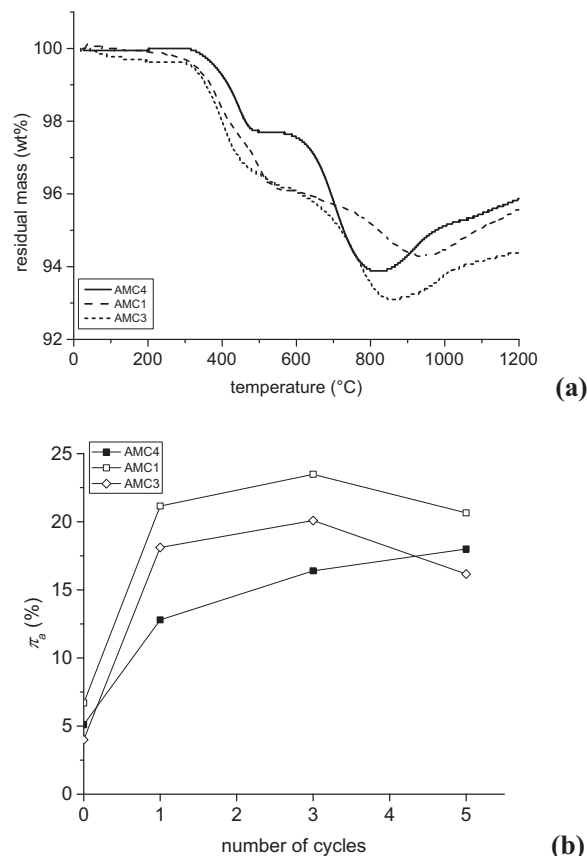 100
98
96
94
92
residual mass (wt%)
AMC4
AMC1
AMC3
0 200 400 600 800 1000 1200
temperature (°C)
(a)
25
20
15
10
5
0
π_a (%)
AMC4
AMC1
AMC3
0 1 2 3 4 5
number of cycles
(b)